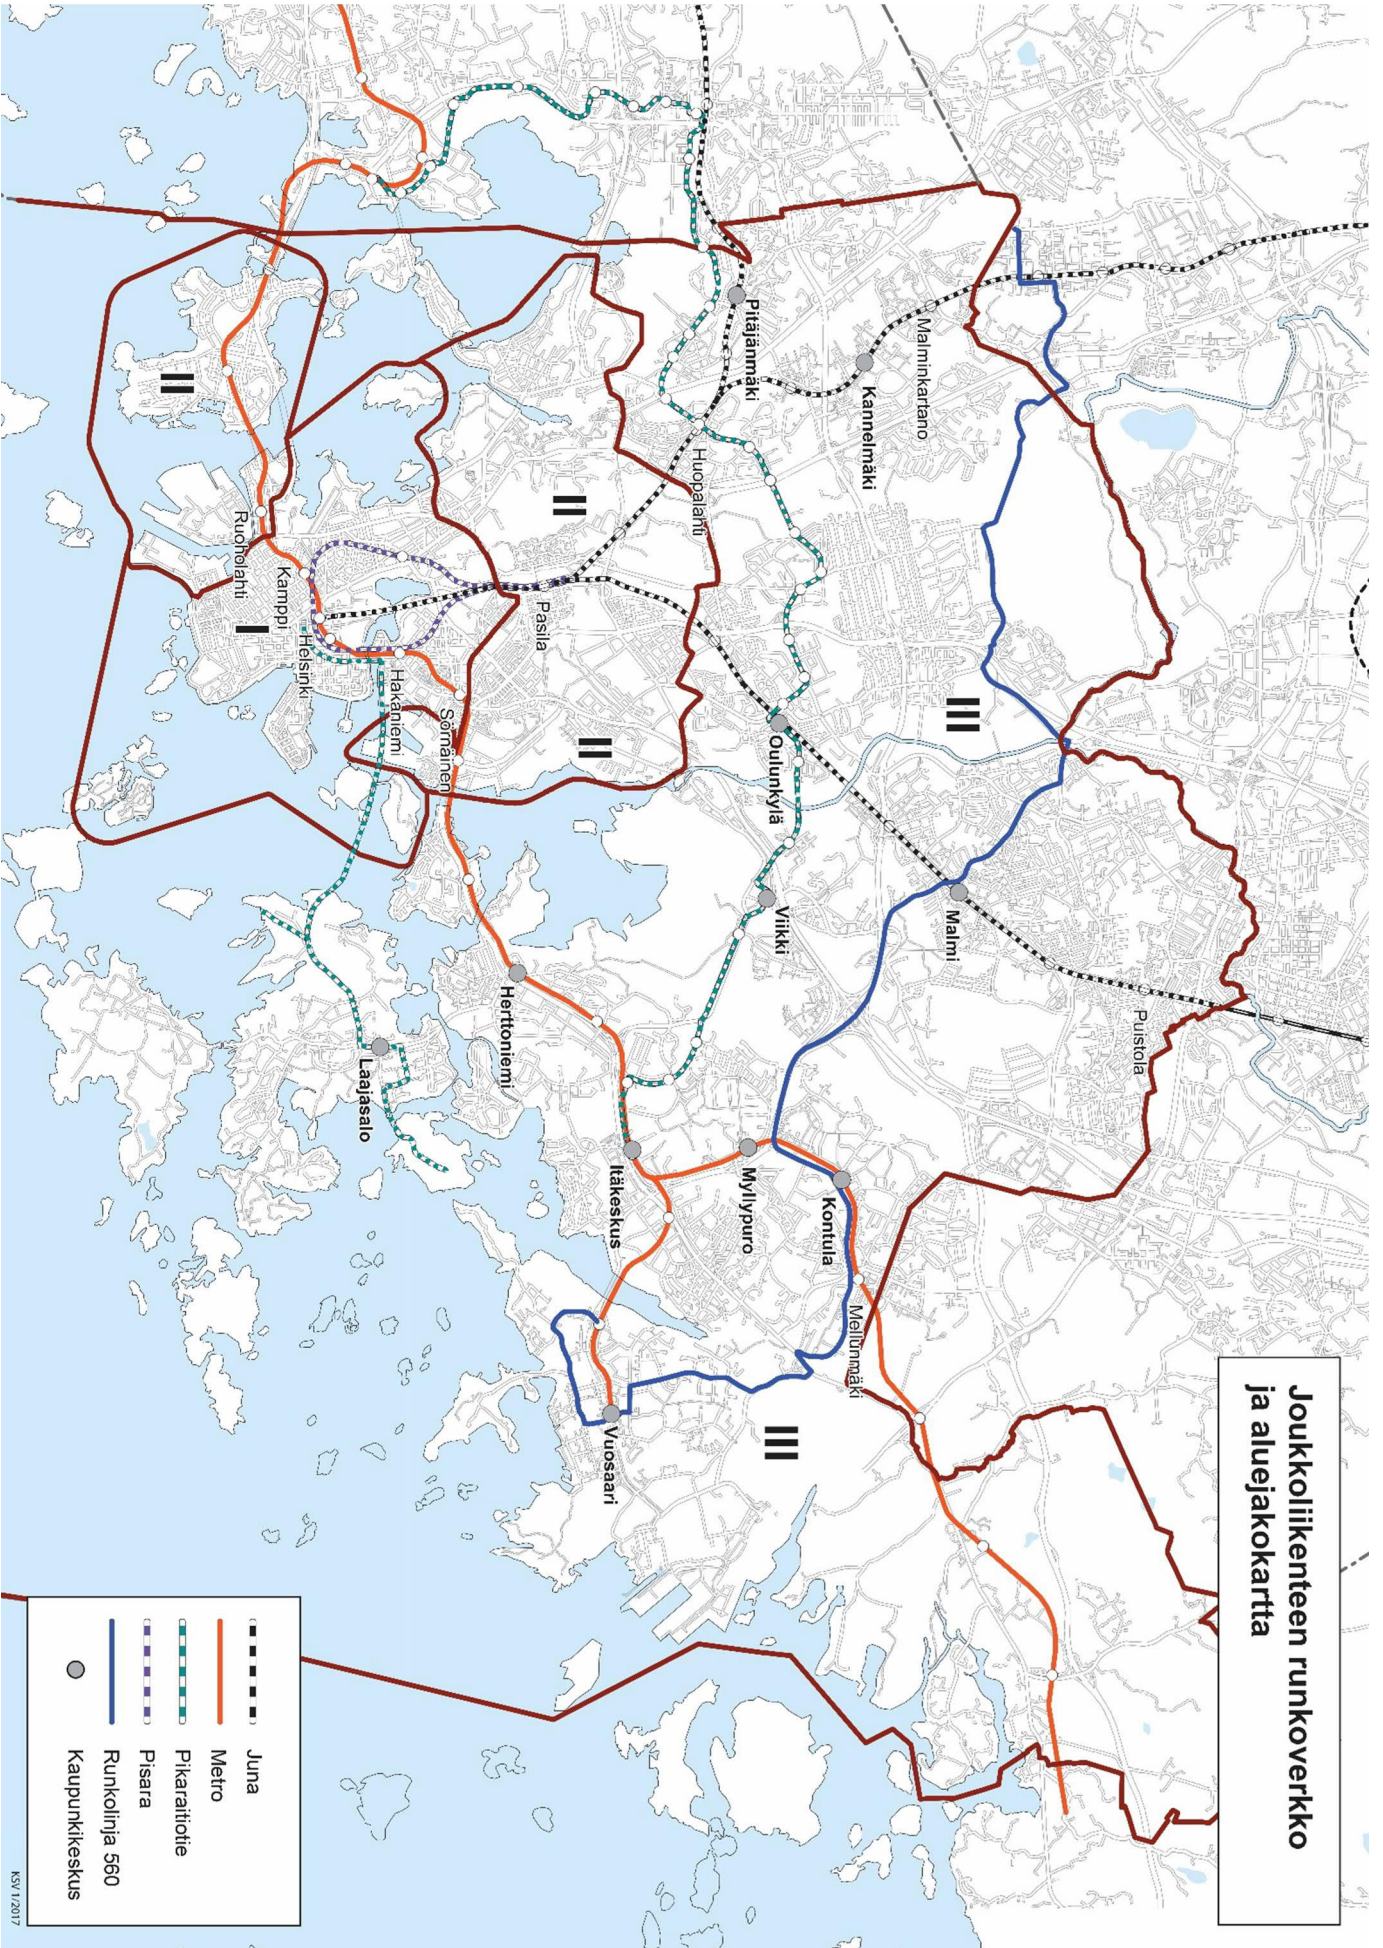 Joukkoliikenteen runkoverkko
ja aluejakokartta
Puistola
Malmi
Malminkartano
Kannelmäki
Pitäjänmäki
Huopalahti
Oulunkylä
Viikki
Kontula
Mellunmäki
Myllypuro
Itäkeskus
Vuosaari
Herttoniemi
Laajasalo
Pasila
Sörnäinen
Hakaniemi
Helsinki
Kamppi
Ruoholahti
I
II
II
II
III
III
Juna
Metro
Pikaraitiotie
Pisara
Runkolinja 560
Kaupunkikeskus
KSV 1/2017